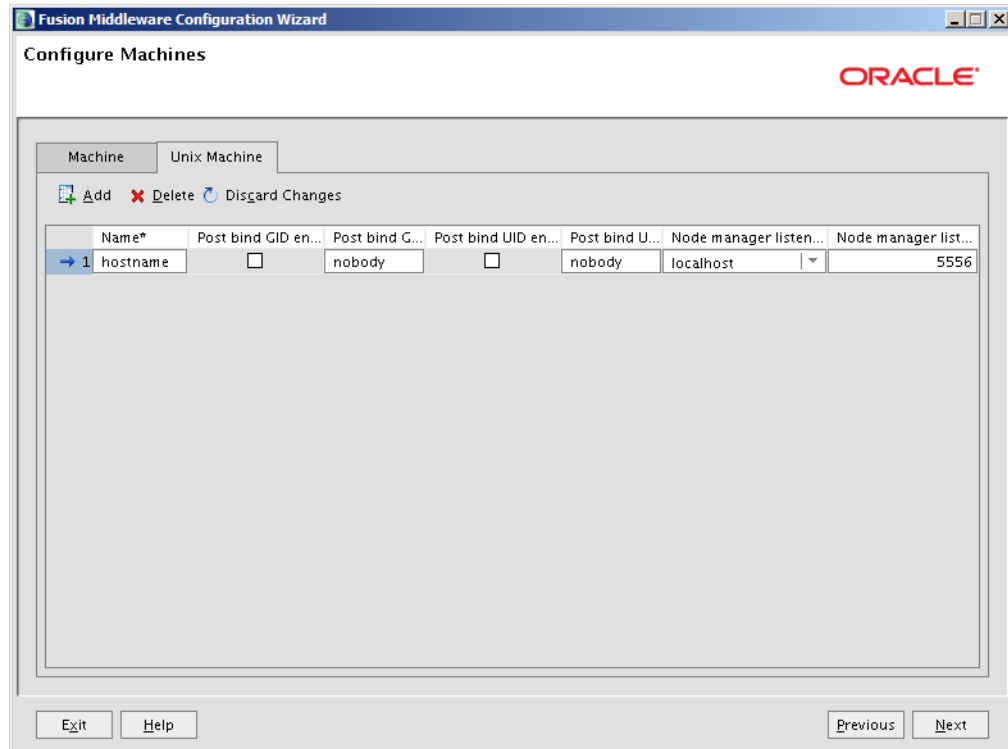 Fusion Middleware Configuration Wizard
Configure Machines
ORACLE
Machine Unix Machine
Add Delete Discard Changes
Name* Post bind GID en... Post bind G... Post bind UID en... Post bind U... Node manager listen... Node manager list...
1 hostname nobody nobody localhost 5556
Exit Help Previous Next